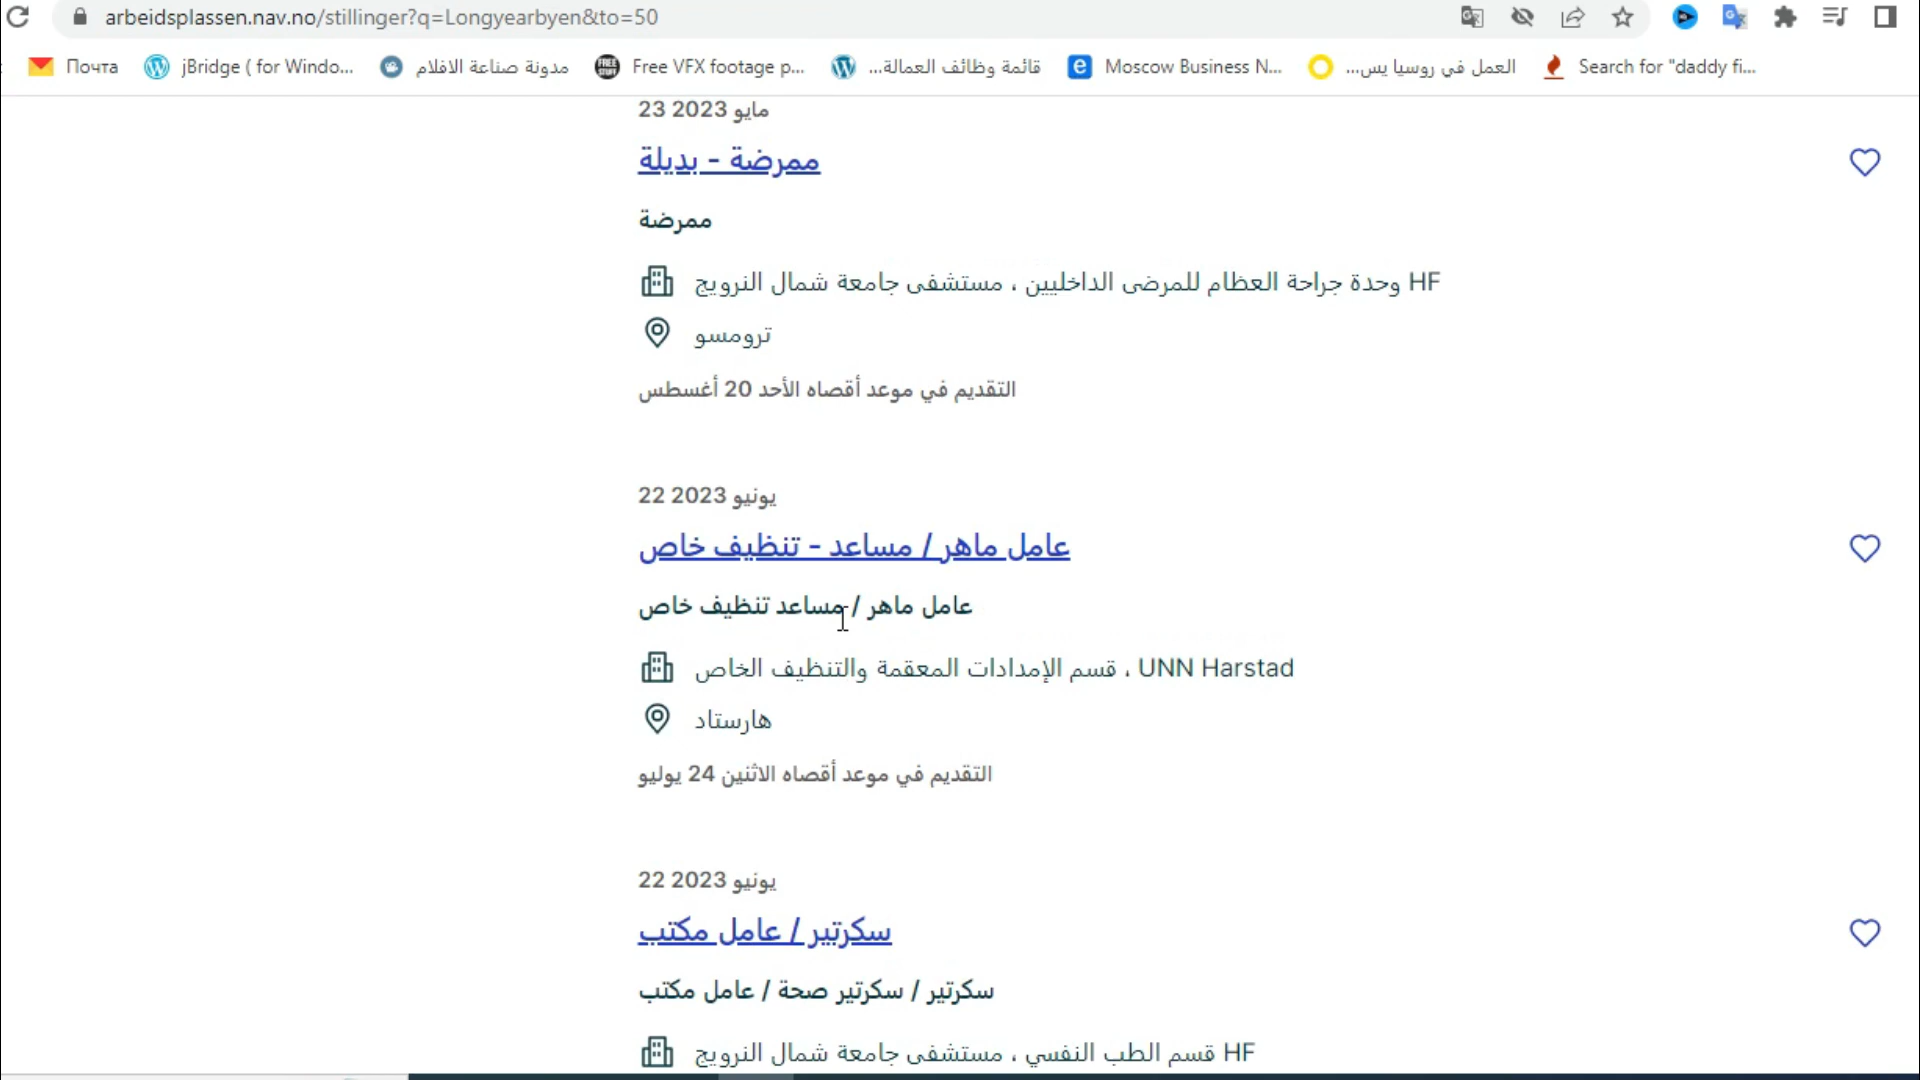 arbeidsplassen.nav.no/stillinger?q=Longyearbyen&to=50
Почта
jBridge ( for Windo...
مدونة صناعة الافلام
Free VFX footage p...
قائمة وظائف العمالة...
Moscow Business N...
العمل في روسيا يس...
Search for "daddy fi...
23 مايو 2023
ممرضة - بديلة
ممرضة
HF وحدة جراحة العظام للمرضى الداخليين ، مستشفى جامعة شمال النرويج
ترومسو
التقديم في موعد أقصاه الأحد 20 أغسطس
22 يونيو 2023
عامل ماهر / مساعد - تنظيف خاص
عامل ماهر / مساعد تنظيف خاص
UNN Harstad ، قسم الإمدادات المعقمة والتنظيف الخاص
هارستاد
التقديم في موعد أقصاه الاثنين 24 يوليو
22 يونيو 2023
سكرتير / عامل مكتب
سكرتير / سكرتير صحة / عامل مكتب
HF قسم الطب النفسي ، مستشفى جامعة شمال النرويج